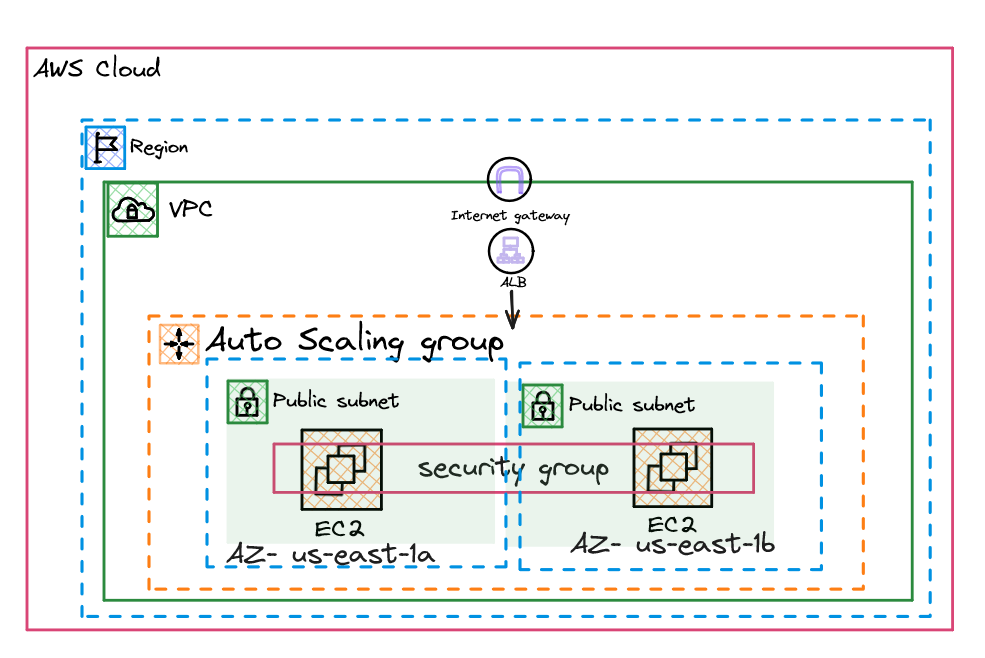 AWS Cloud
Region
VPC
Internet gateway
ALB
Auto Scaling group
Public subnet
Public subnet
security group
EC2
EC2
AZ- us-east-1a
AZ- us-east-1b